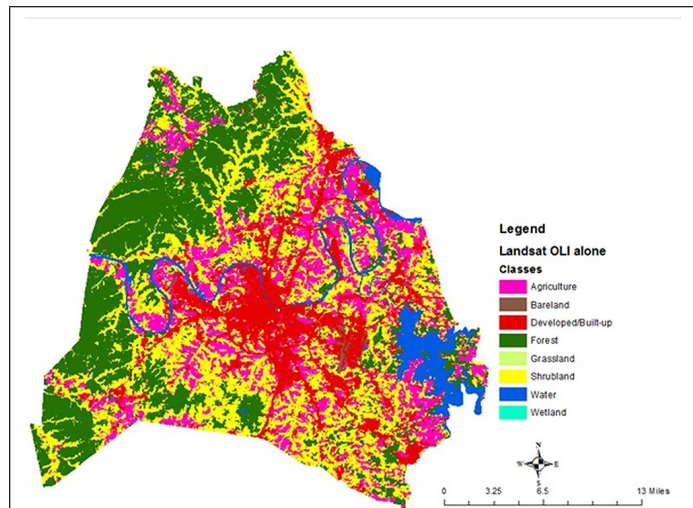 Legend
Landsat OLI alone
Classes
Agriculture
Bareland
Developed/Built-up
Forest
Grassland
Shrubland
Water
Wetland
N
W E
S
0 3.25 6.5 13 Miles